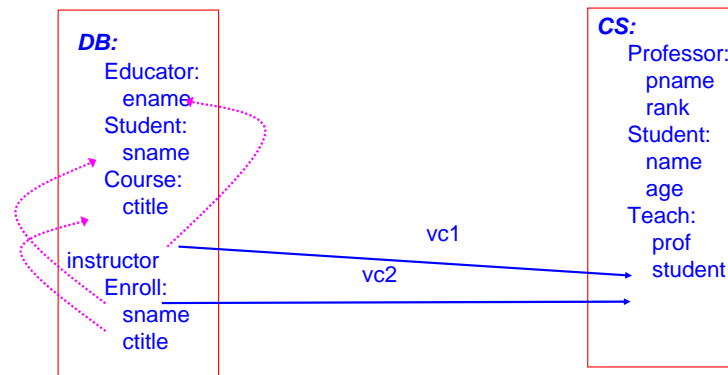 DB:
Educator:
ename
Student:
sname
Course:
ctitle
instructor
Enroll:
sname
ctitle
vc1
vc2
CS:
Professor:
pname
rank
Student:
name
age
Teach:
prof
student